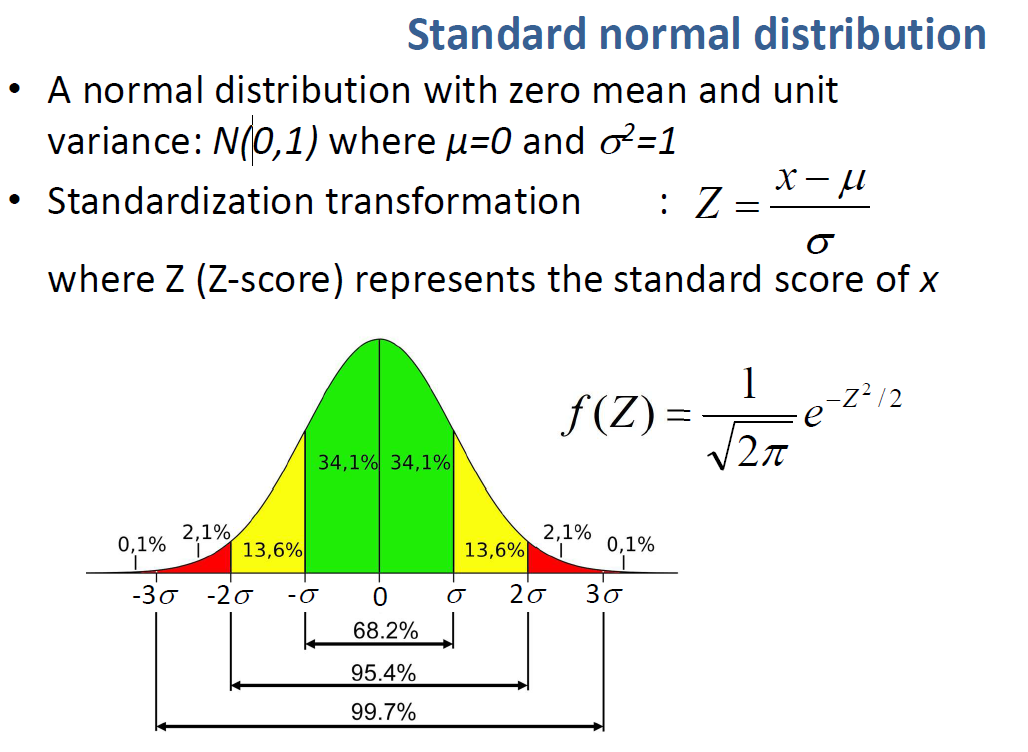 Standard normal distribution
• A normal distribution with zero mean and unit
variance: N(0,1) where μ=0 and σ²=1
• Standardization transformation : Z = (x − μ) / σ
where Z (Z-score) represents the standard score of x
f(Z) = 1/√(2π) e^(−Z²/2)
34,1% 34,1%
0,1% 2,1% 13,6% 13,6% 2,1% 0,1%
-3σ -2σ -σ 0 σ 2σ 3σ
68.2%
95.4%
99.7%